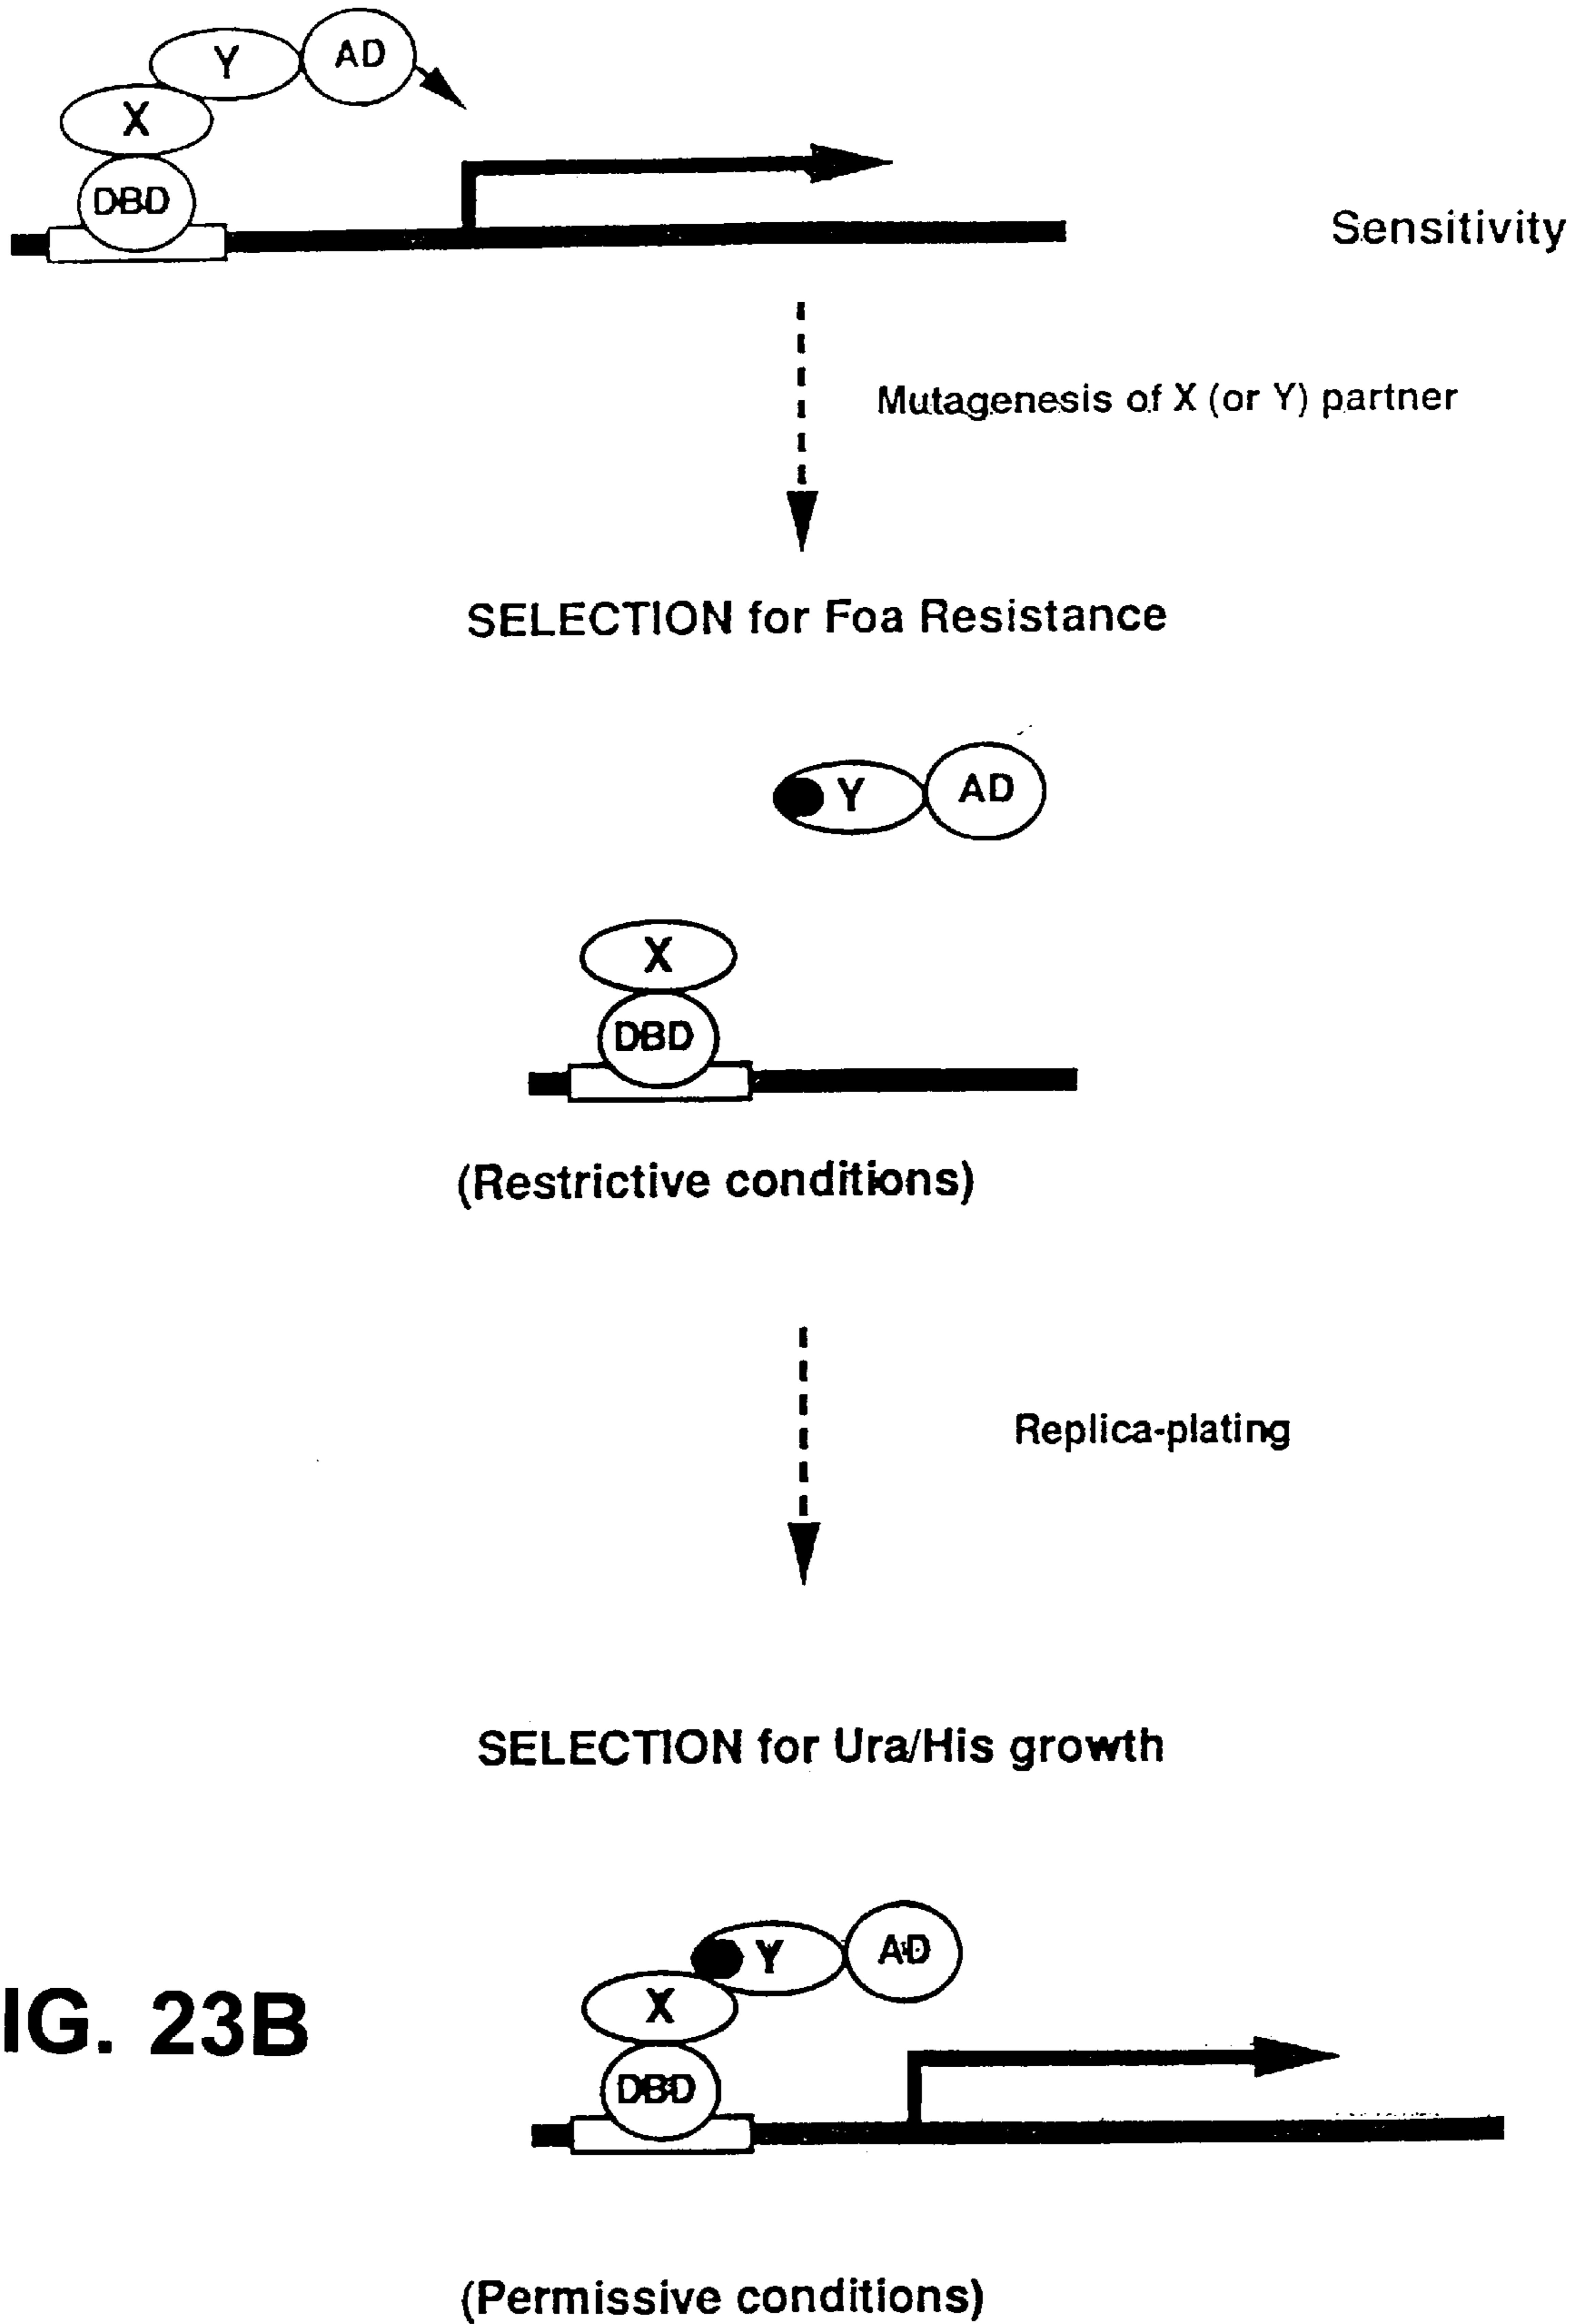 Y
AD
X
DBD
Sensitivity
Mutagenesis of X (or Y) partner
SELECTION for Foa Resistance
Y
AD
X
DBD
(Restrictive conditions)
Replica-plating
SELECTION for Ura/His growth
Y
AD
X
IG. 23B
DBD
(Permissive conditions)